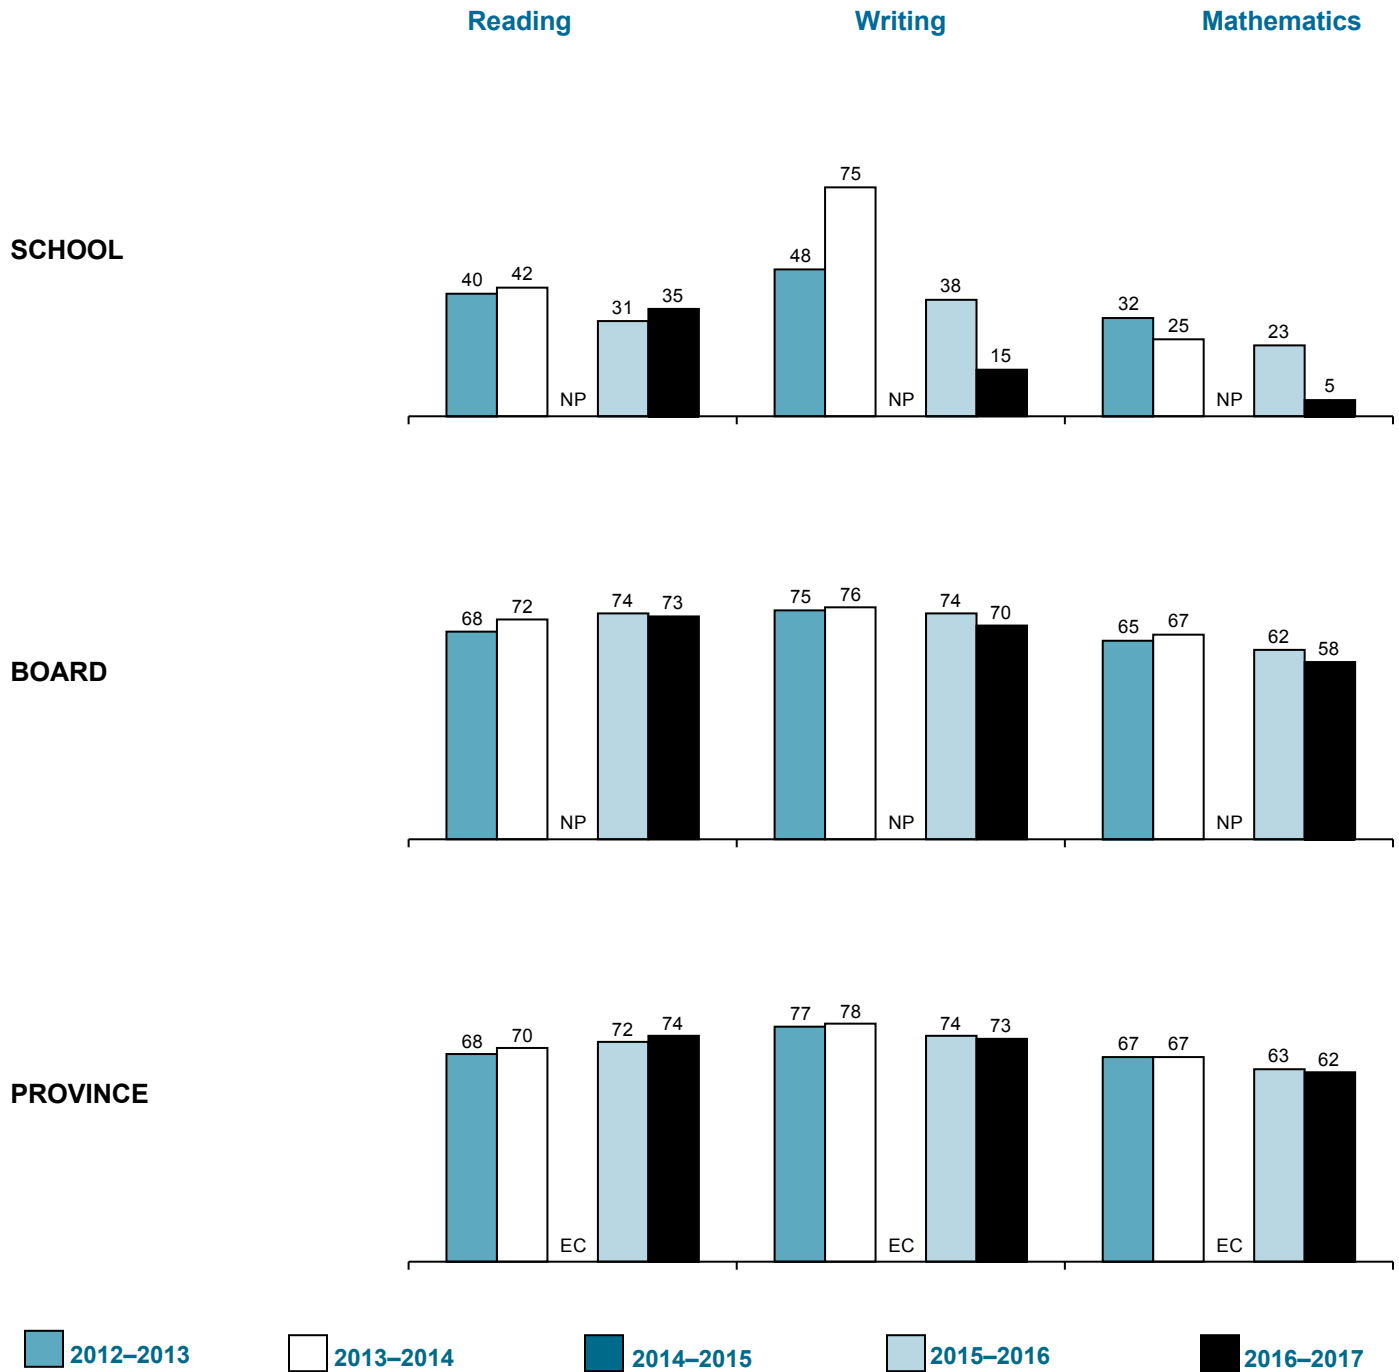 Reading Writing Mathematics
SCHOOL
40 42 NP 31 35 48 75 NP 38 15 32 25 NP 23 5
BOARD
68 72 NP 74 73 75 76 NP 74 70 65 67 NP 62 58
PROVINCE
68 70 EC 72 74 77 78 EC 74 73 67 67 EC 63 62
2012–2013 2013–2014 2014–2015 2015–2016 2016–2017